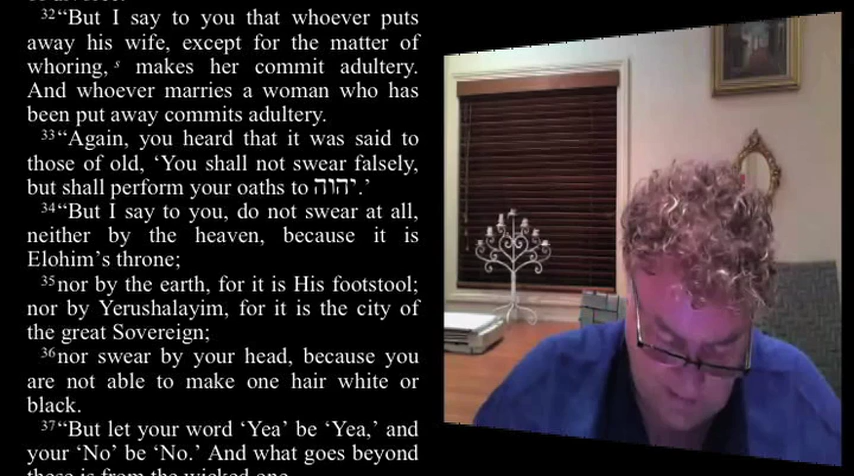 ³²“But I say to you that whoever puts
away his wife, except for the matter of
whoring, ˢ makes her commit adultery.
And whoever marries a woman who has
been put away commits adultery.
³³“Again, you heard that it was said to
those of old, ‘You shall not swear falsely,
but shall perform your oaths to יהוה.’
³⁴“But I say to you, do not swear at all,
neither by the heaven, because it is
Elohim’s throne;
³⁵nor by the earth, for it is His footstool;
nor by Yerushalayim, for it is the city of
the great Sovereign;
³⁶nor swear by your head, because you
are not able to make one hair white or
black.
³⁷“But let your word ‘Yea’ be ‘Yea,’ and
your ‘No’ be ‘No.’ And what goes beyond
these is from the wicked one